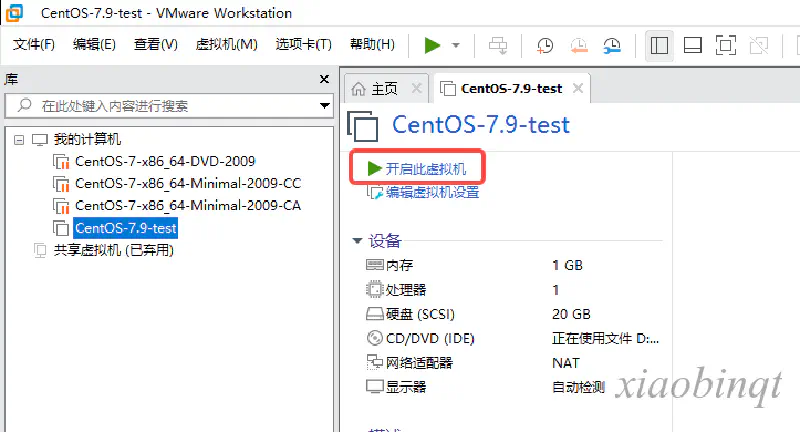 CentOS-7.9-test - VMware Workstation
文件(F) 编辑(E) 查看(V) 虚拟机(M) 选项卡(T) 帮助(H)
库
在此处键入内容进行搜索
我的计算机
CentOS-7-x86_64-DVD-2009
CentOS-7-x86_64-Minimal-2009-CC
CentOS-7-x86_64-Minimal-2009-CA
CentOS-7.9-test
共享虚拟机 (已弃用)
主页 CentOS-7.9-test
CentOS-7.9-test
开启此虚拟机
编辑虚拟机设置
设备
内存 1 GB
处理器 1
硬盘 (SCSI) 20 GB
CD/DVD (IDE) 正在使用文件 D:...
网络适配器 NAT
显示器 自动检测
xiaobinqt